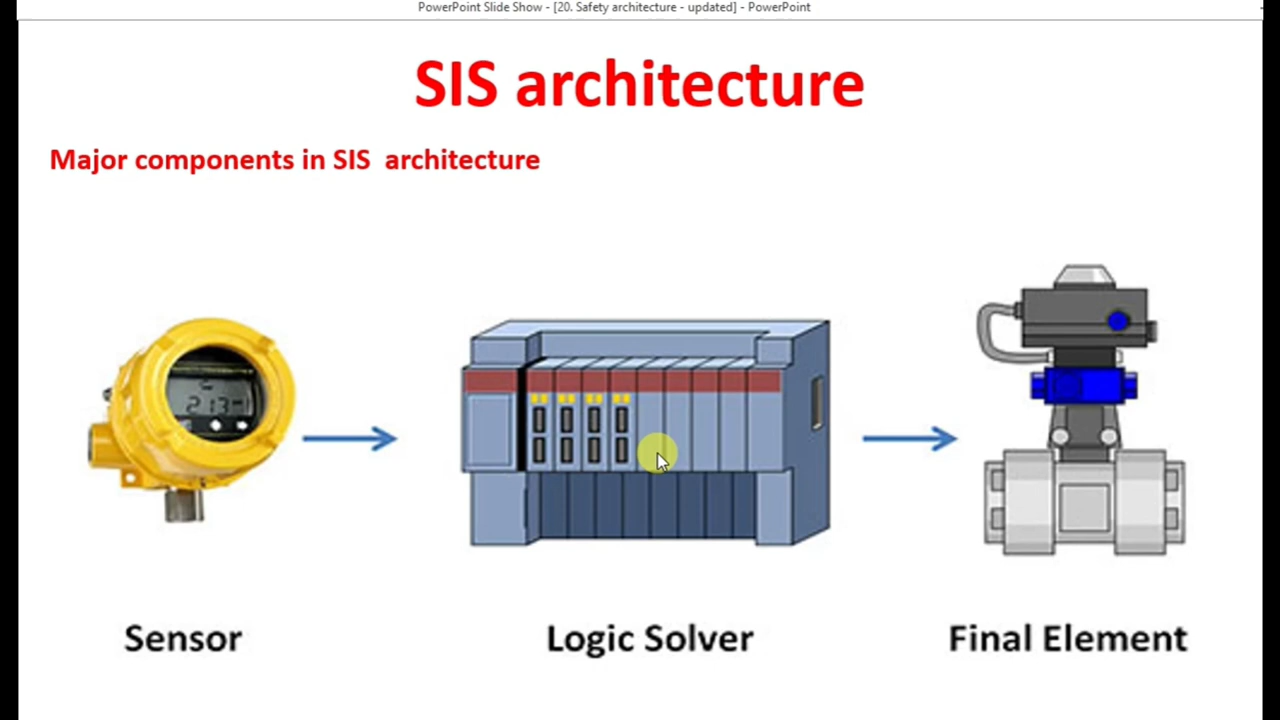 PowerPoint Slide Show - [20. Safety architecture - updated] - PowerPoint
SIS architecture
Major components in SIS architecture
213
Sensor
Logic Solver
Final Element